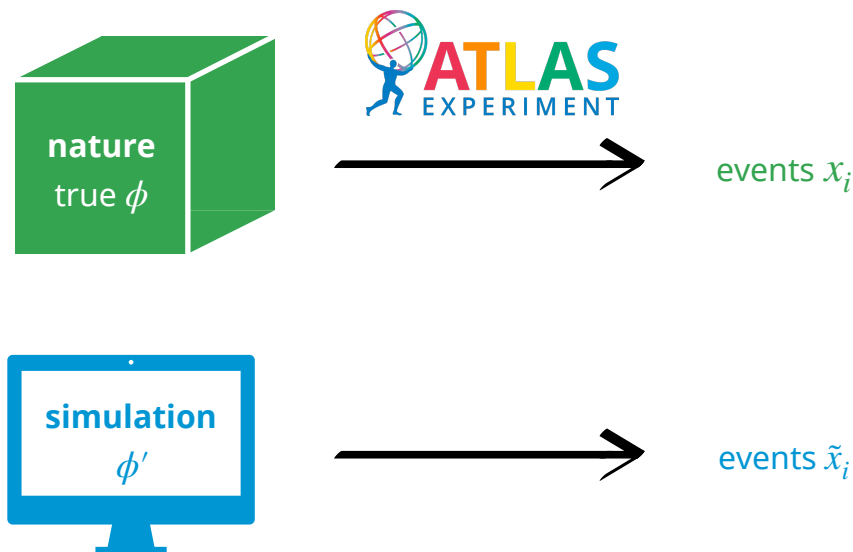 ATLAS
EXPERIMENT
nature
true ϕ
events xᵢ
simulation
ϕ′
events x̃ᵢ